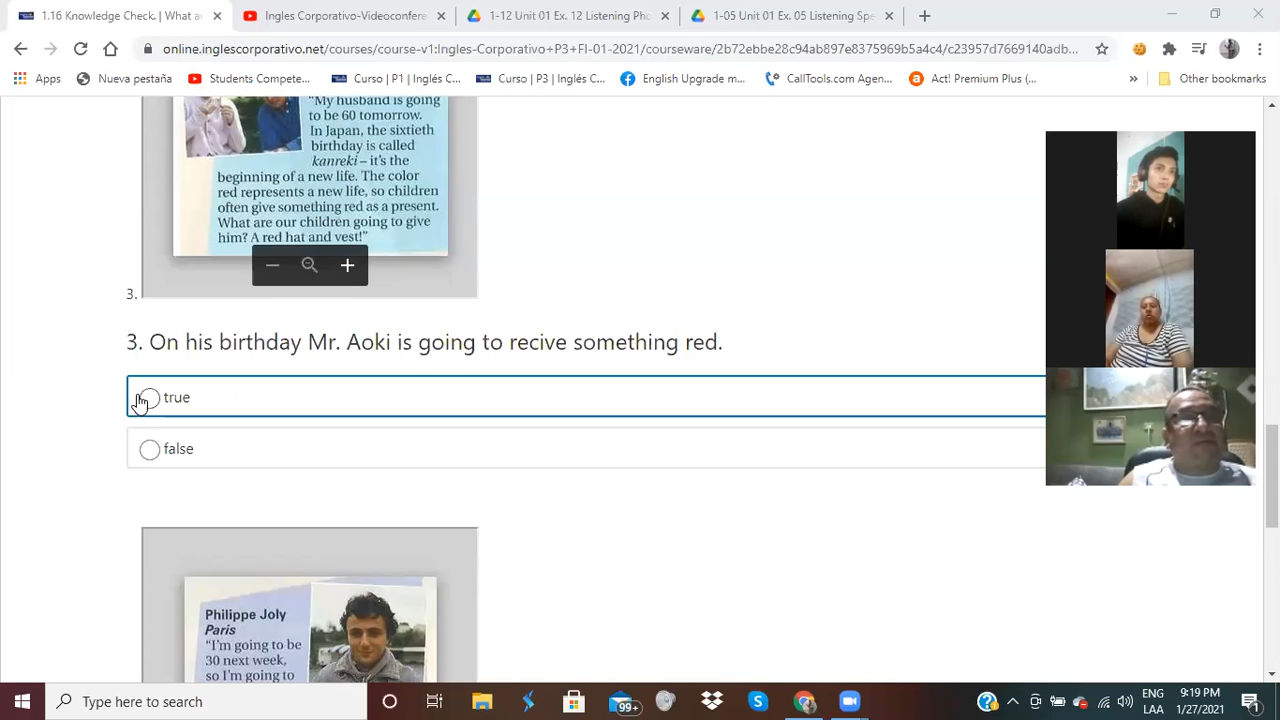 1.16 Knowledge Check. | What a
Ingles Corporativo-Videoconfere
1-12 Unit 01 Ex. 12 Listening Pho
1-05 Unit 01 Ex. 05 Listening Spe
online.inglescorporativo.net/courses/course-v1:Ingles-Corporativo+P3+FI-01-2021/courseware/2b72ebbe28c94ab897e8375969b5a4c4/c23957d7669140adb...
Apps
Nueva pestaña
Students Compete...
Curso | P1 | Inglés C...
Curso | P3 | Inglés C...
English Upgrade m...
CallTools.com Agen...
Act! Premium Plus (...
»
Other bookmarks
"My husband is going
to be 60 tomorrow.
In Japan, the sixtieth
birthday is called
kanreki – it's the
beginning of a new life. The color
red represents a new life, so children
often give something red as a present.
What are our children going to give
him? A red hat and vest!"
3.
3. On his birthday Mr. Aoki is going to recive something red.
true
false
Philippe Joly
Paris
"I'm going to be
30 next week,
so I'm going to
Type here to search
99+
ENG
LAA
9:19 PM
1/27/2021
1